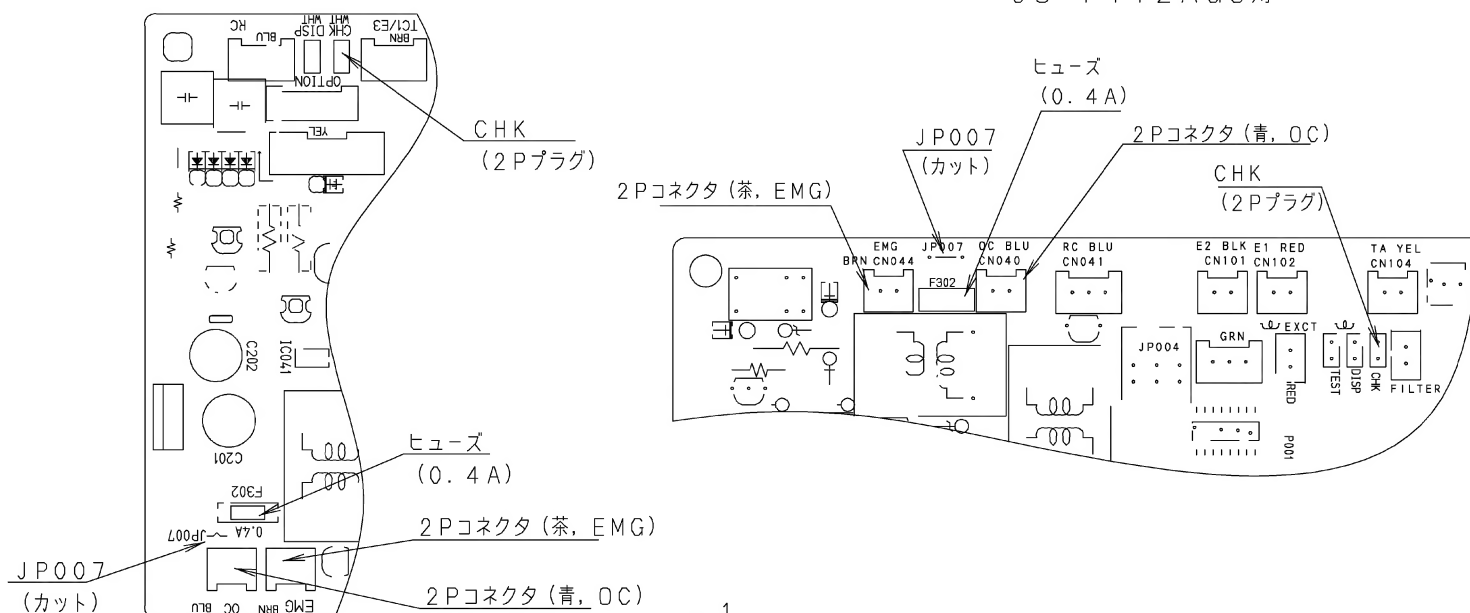 RC
BLU
DISP
WHT
CHK
WHT
TC1/E3
BRN
OPTION
YEL
CHK
(2Pプラグ)
C202
IC041
C201
ヒューズ
(0.4A)
F302
0.4A
JP007
2Pコネクタ(茶,EMG)
JP007
(カット)
OC
BLU
EMG
BRN
2Pコネクタ(青,OC)
1
ヒューズ
(0.4A)
JP007
(カット)
2Pコネクタ(青,OC)
CHK
(2Pプラグ)
2Pコネクタ(茶,EMG)
EMG
BRN CN044
JP007
OC BLU
CN040
RC BLU
CN041
E2 BLK
CN101
E1 RED
CN102
TA YEL
CN104
F302
JP004
GRN
EXCT
RED
TEST
DISP
CHK
FILTER
P001